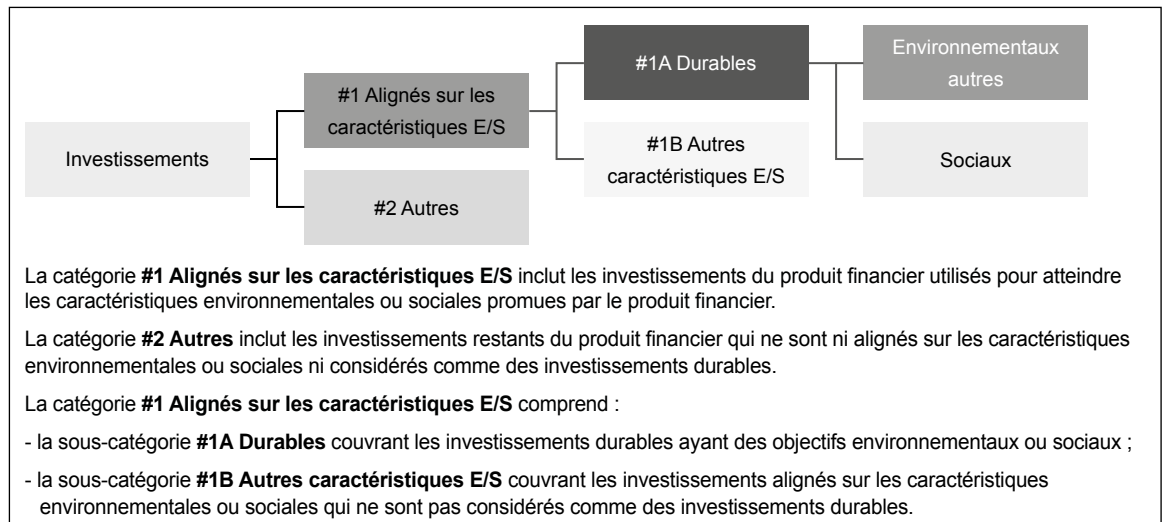 #1A Durables
Environnementaux
autres
#1 Alignés sur les
caractéristiques E/S
Investissements
#1B Autres
caractéristiques E/S
Sociaux
#2 Autres
La catégorie #1 Alignés sur les caractéristiques E/S inclut les investissements du produit financier utilisés pour atteindre
les caractéristiques environnementales ou sociales promues par le produit financier.
La catégorie #2 Autres inclut les investissements restants du produit financier qui ne sont ni alignés sur les caractéristiques
environnementales ou sociales ni considérés comme des investissements durables.
La catégorie #1 Alignés sur les caractéristiques E/S comprend :
- la sous-catégorie #1A Durables couvrant les investissements durables ayant des objectifs environnementaux ou sociaux ;
- la sous-catégorie #1B Autres caractéristiques E/S couvrant les investissements alignés sur les caractéristiques
environnementales ou sociales qui ne sont pas considérés comme des investissements durables.